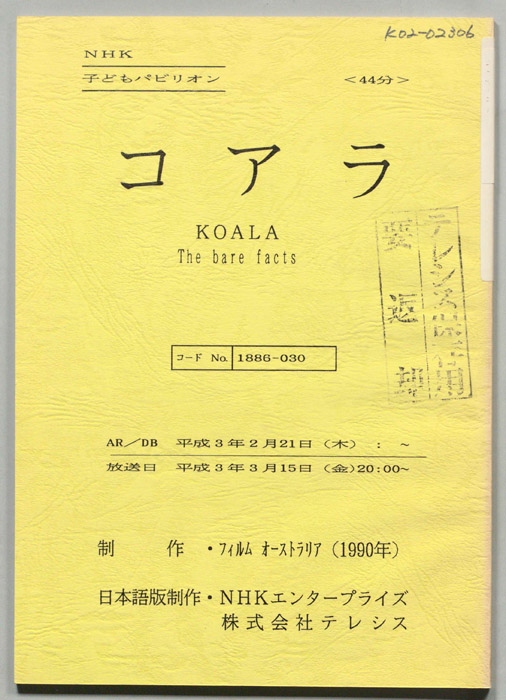 K02-02306
NHK
子どもパビリオン <44分>
コアラ
KOALA
The bare facts
コード No. 1886-030
AR／DB 平成3年2月21日（木） : ～
放送日 平成3年3月15日（金）20:00～
制 作 ・フィルム オーストラリア（1990年）
日本語版制作・NHKエンタープライズ
株式会社テレシス
要返却